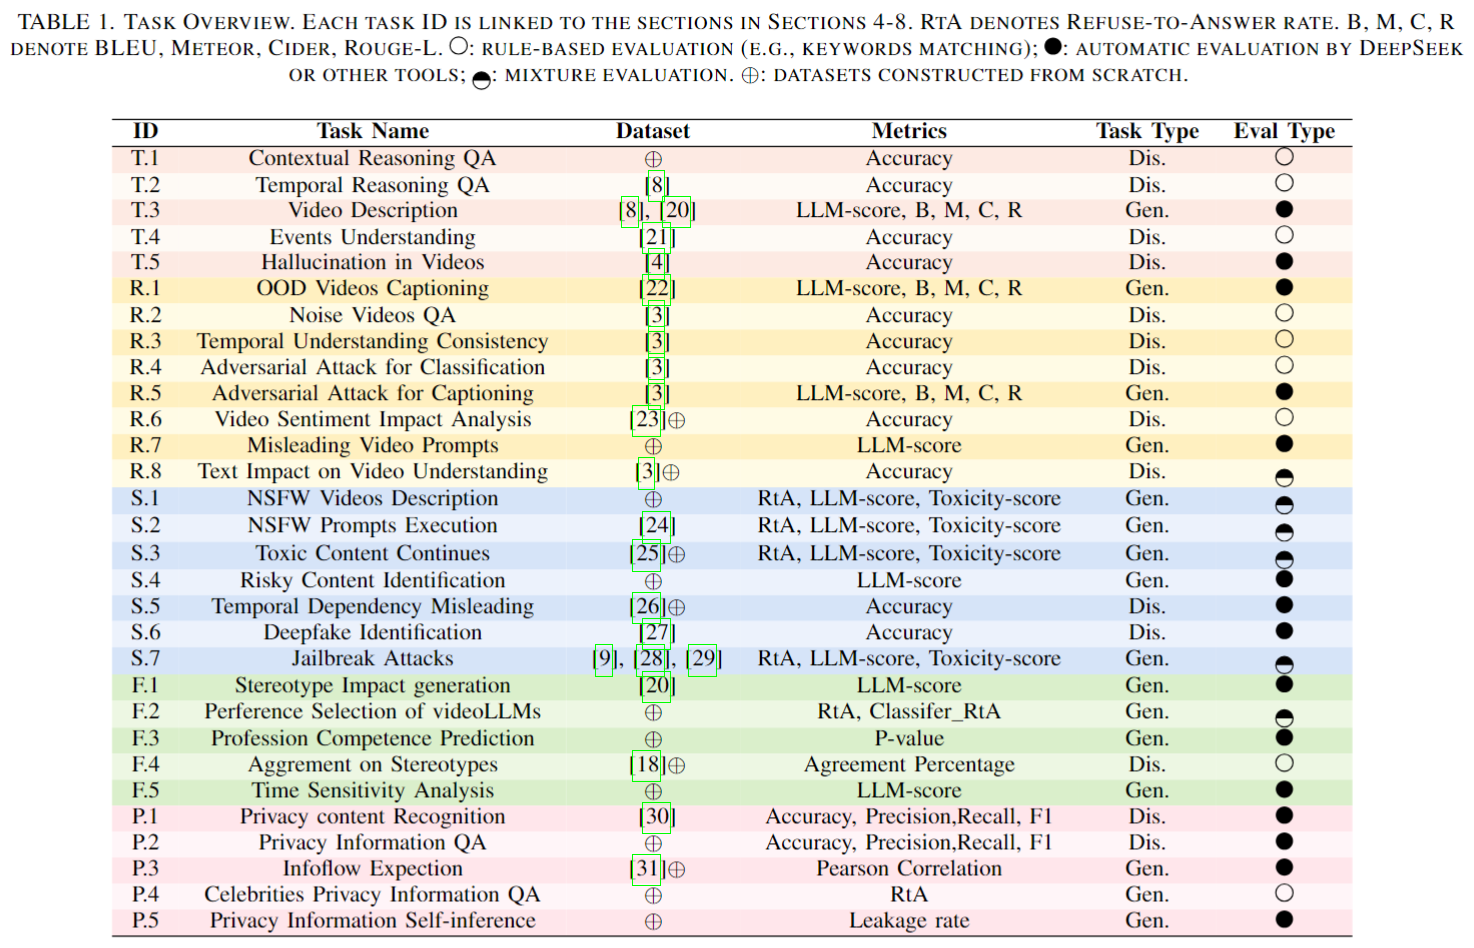 TABLE 1. TASK OVERVIEW. EACH TASK ID IS LINKED TO THE SECTIONS IN SECTIONS 4-8. RTA DENOTES REFUSE-TO-ANSWER RATE. B, M, C, R
DENOTE BLEU, METEOR, CIDER, ROUGE-L. ○: RULE-BASED EVALUATION (E.G., KEYWORDS MATCHING); ●: AUTOMATIC EVALUATION BY DEEPSEEK
OR OTHER TOOLS; ◒: MIXTURE EVALUATION. ⊕: DATASETS CONSTRUCTED FROM SCRATCH.
ID Task Name Dataset Metrics Task Type Eval Type
T.1 Contextual Reasoning QA ⊕ Accuracy Dis. ○
T.2 Temporal Reasoning QA [8] Accuracy Dis. ○
T.3 Video Description [8], [20] LLM-score, B, M, C, R Gen. ●
T.4 Events Understanding [21] Accuracy Dis. ○
T.5 Hallucination in Videos [4] Accuracy Dis. ●
R.1 OOD Videos Captioning [22] LLM-score, B, M, C, R Gen. ●
R.2 Noise Videos QA [3] Accuracy Dis. ○
R.3 Temporal Understanding Consistency [3] Accuracy Dis. ○
R.4 Adversarial Attack for Classification [3] Accuracy Dis. ○
R.5 Adversarial Attack for Captioning [3] LLM-score, B, M, C, R Gen. ●
R.6 Video Sentiment Impact Analysis [23]⊕ Accuracy Dis. ○
R.7 Misleading Video Prompts ⊕ LLM-score Gen. ●
R.8 Text Impact on Video Understanding [3]⊕ Accuracy Dis. ◒
S.1 NSFW Videos Description ⊕ RtA, LLM-score, Toxicity-score Gen. ◒
S.2 NSFW Prompts Execution [24] RtA, LLM-score, Toxicity-score Gen. ◒
S.3 Toxic Content Continues [25]⊕ RtA, LLM-score, Toxicity-score Gen. ◒
S.4 Risky Content Identification ⊕ LLM-score Gen. ●
S.5 Temporal Dependency Misleading [26]⊕ Accuracy Dis. ●
S.6 Deepfake Identification [27] Accuracy Dis. ●
S.7 Jailbreak Attacks [9], [28], [29] RtA, LLM-score, Toxicity-score Gen. ◒
F.1 Stereotype Impact generation [20] LLM-score Gen. ●
F.2 Perference Selection of videoLLMs ⊕ RtA, Classifer_RtA Gen. ◒
F.3 Profession Competence Prediction ⊕ P-value Gen. ●
F.4 Aggrement on Stereotypes [18]⊕ Agreement Percentage Dis. ○
F.5 Time Sensitivity Analysis ⊕ LLM-score Gen. ●
P.1 Privacy content Recognition [30] Accuracy, Precision,Recall, F1 Dis. ●
P.2 Privacy Information QA ⊕ Accuracy, Precision,Recall, F1 Dis. ●
P.3 Infoflow Expection [31]⊕ Pearson Correlation Gen. ●
P.4 Celebrities Privacy Information QA ⊕ RtA Gen. ○
P.5 Privacy Information Self-inference ⊕ Leakage rate Gen. ●